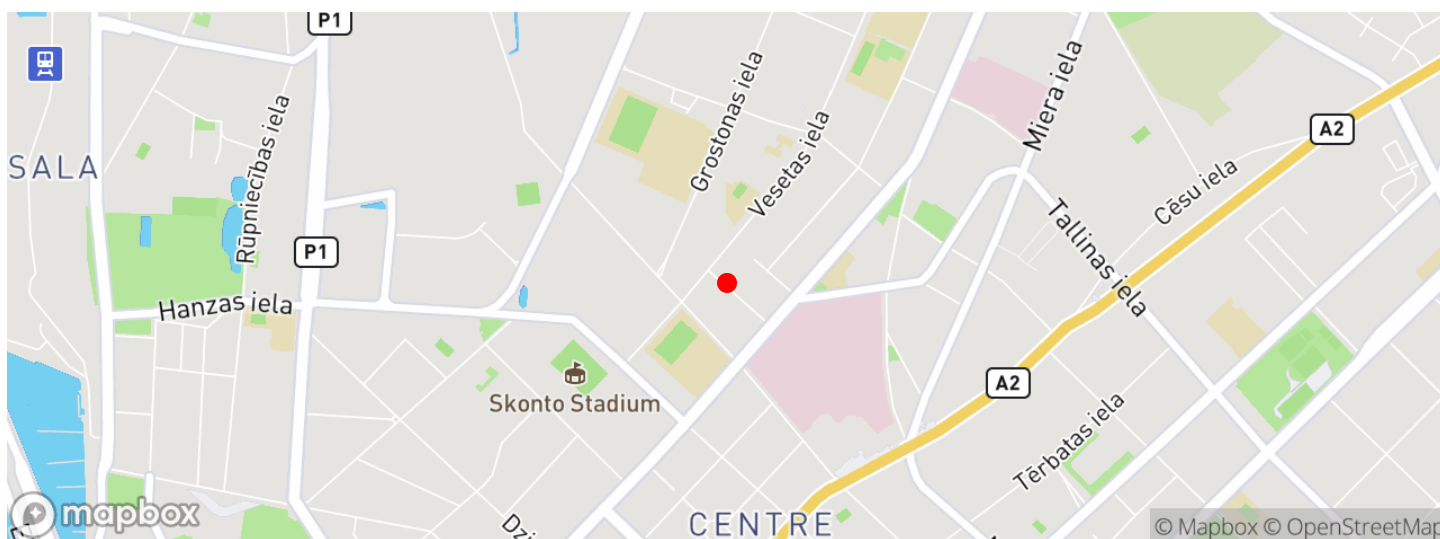 P1
Grostonas iela
Miera iela
A2
SALA
Rūpniecības iela
Vesetas iela
Cēsu iela
P1
Tallinas iela
Hanzas iela
Skonto Stadium
A2
Tērbatas iela
mapbox
CENTRE
© Mapbox © OpenStreetMap